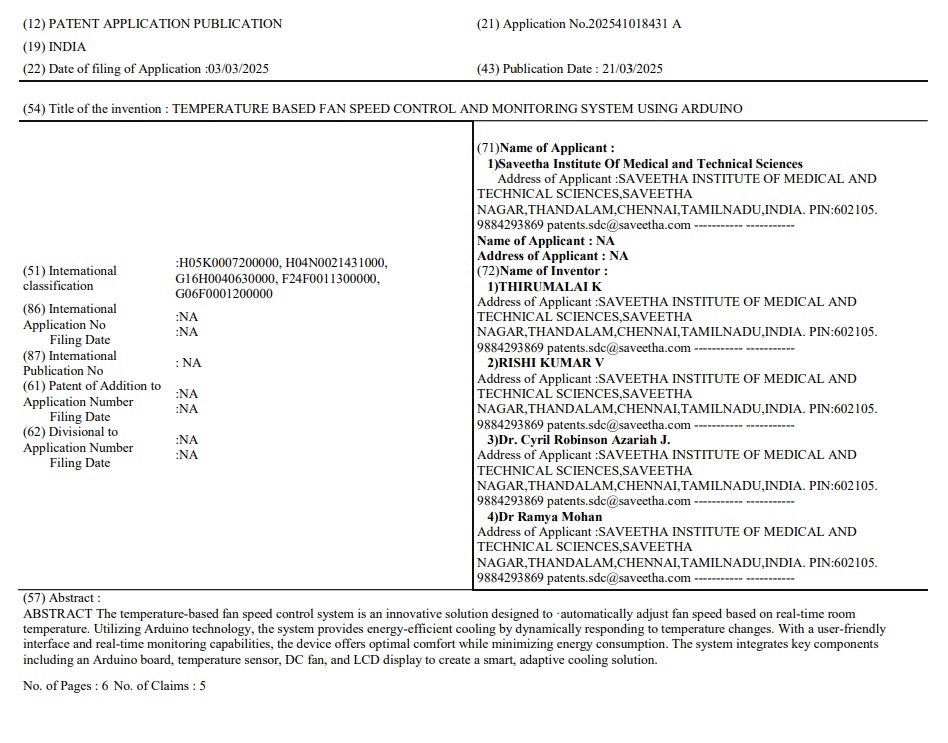 (12) PATENT APPLICATION PUBLICATION
(21) Application No.202541018431 A
(19) INDIA
(22) Date of filing of Application :03/03/2025
(43) Publication Date : 21/03/2025
(54) Title of the invention : TEMPERATURE BASED FAN SPEED CONTROL AND MONITORING SYSTEM USING ARDUINO
(51) International
classification
:H05K0007200000, H04N0021431000,
G16H0040630000, F24F0011300000,
G06F0001200000
(86) International
Application No
Filing Date
:NA
:NA
(87) International
Publication No
: NA
(61) Patent of Addition to
Application Number
Filing Date
:NA
:NA
(62) Divisional to
Application Number
Filing Date
:NA
:NA
(71)Name of Applicant :
1)Saveetha Institute Of Medical and Technical Sciences
Address of Applicant :SAVEETHA INSTITUTE OF MEDICAL AND
TECHNICAL SCIENCES,SAVEETHA
NAGAR,THANDALAM,CHENNAI,TAMILNADU,INDIA. PIN:602105.
9884293869 patents.sdc@saveetha.com ----------- -----------
Name of Applicant : NA
Address of Applicant : NA
(72)Name of Inventor :
1)THIRUMALAI K
Address of Applicant :SAVEETHA INSTITUTE OF MEDICAL AND
TECHNICAL SCIENCES,SAVEETHA
NAGAR,THANDALAM,CHENNAI,TAMILNADU,INDIA. PIN:602105.
9884293869 patents.sdc@saveetha.com ----------- -----------
2)RISHI KUMAR V
Address of Applicant :SAVEETHA INSTITUTE OF MEDICAL AND
TECHNICAL SCIENCES,SAVEETHA
NAGAR,THANDALAM,CHENNAI,TAMILNADU,INDIA. PIN:602105.
9884293869 patents.sdc@saveetha.com ----------- -----------
3)Dr. Cyril Robinson Azariah J.
Address of Applicant :SAVEETHA INSTITUTE OF MEDICAL AND
TECHNICAL SCIENCES,SAVEETHA
NAGAR,THANDALAM,CHENNAI,TAMILNADU,INDIA. PIN:602105.
9884293869 patents.sdc@saveetha.com ----------- -----------
4)Dr Ramya Mohan
Address of Applicant :SAVEETHA INSTITUTE OF MEDICAL AND
TECHNICAL SCIENCES,SAVEETHA
NAGAR,THANDALAM,CHENNAI,TAMILNADU,INDIA. PIN:602105.
9884293869 patents.sdc@saveetha.com ----------- -----------
(57) Abstract :
ABSTRACT The temperature-based fan speed control system is an innovative solution designed to ·automatically adjust fan speed based on real-time room
temperature. Utilizing Arduino technology, the system provides energy-efficient cooling by dynamically responding to temperature changes. With a user-friendly
interface and real-time monitoring capabilities, the device offers optimal comfort while minimizing energy consumption. The system integrates key components
including an Arduino board, temperature sensor, DC fan, and LCD display to create a smart, adaptive cooling solution.
No. of Pages : 6 No. of Claims : 5